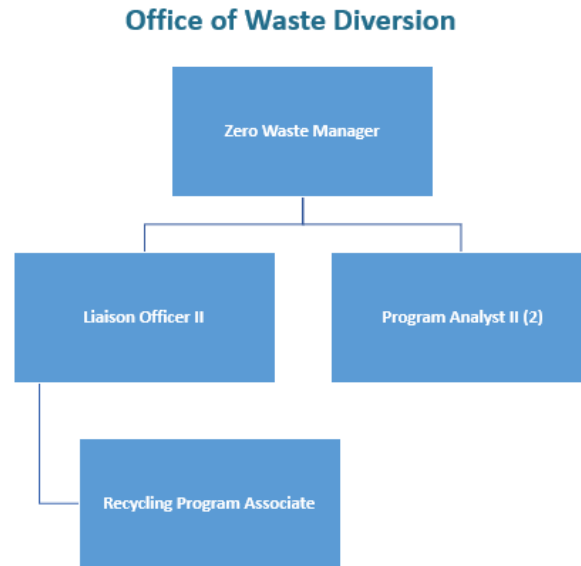 Office of Waste Diversion
Zero Waste Manager
Liaison Officer II
Program Analyst II (2)
Recycling Program Associate